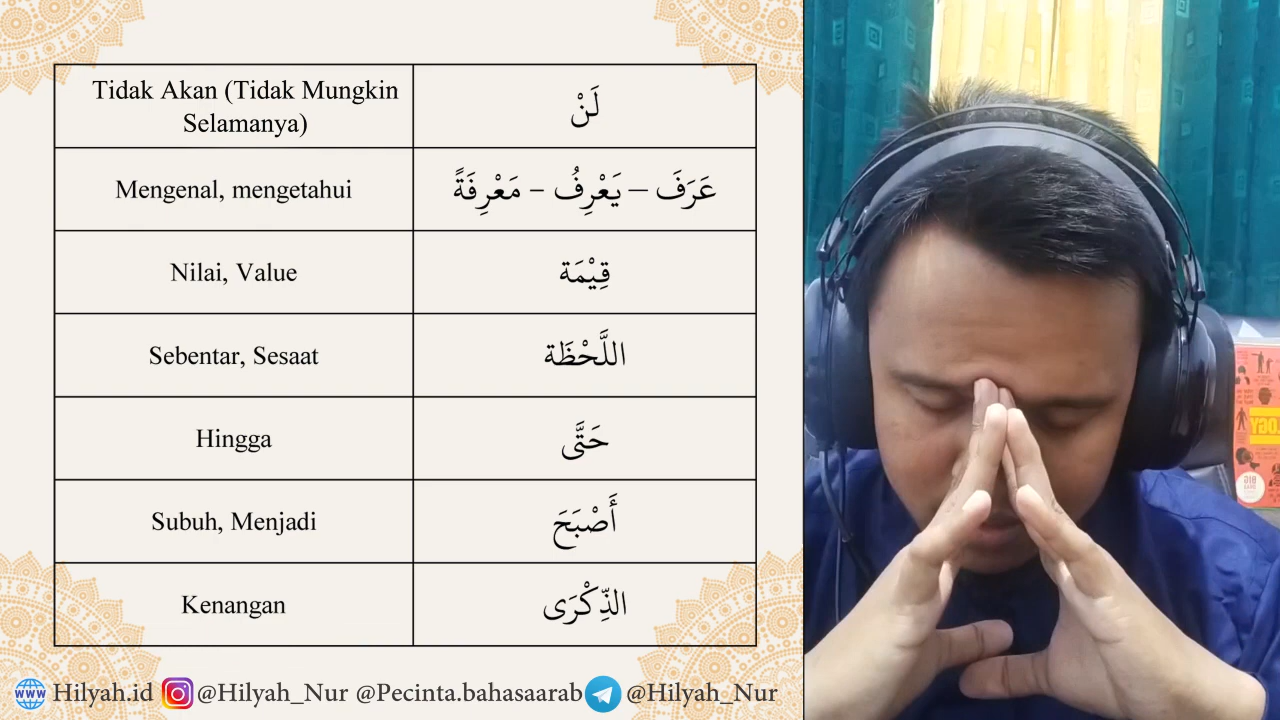 Tidak Akan (Tidak Mungkin
Selamanya)
لَنْ
Mengenal, mengetahui
عَرَفَ – يَعْرِفُ – مَعْرِفَةً
Nilai, Value
قِيْمَة
Sebentar, Sesaat
اللَّحْظَة
Hingga
حَتَّى
Subuh, Menjadi
أَصْبَحَ
Kenangan
الذِّكْرَى
Hilyah.id @Hilyah_Nur @Pecinta.bahasaarab @Hilyah_Nur